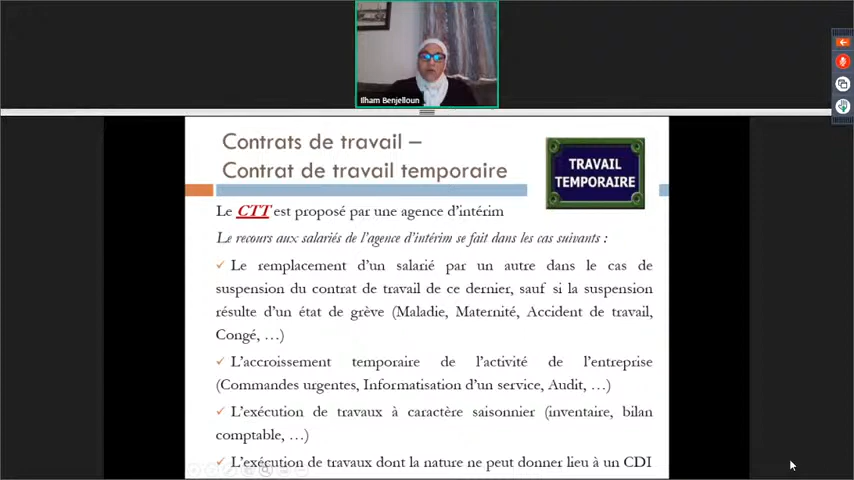 Ilham Benjelloun
Contrats de travail –
Contrat de travail temporaire
TRAVAIL
TEMPORAIRE
Le CTT est proposé par une agence d'intérim
Le recours aux salariés de l'agence d'intérim se fait dans les cas suivants :
✓ Le remplacement d'un salarié par un autre dans le cas de
suspension du contrat de travail de ce dernier, sauf si la suspension
résulte d'un état de grève (Maladie, Maternité, Accident de travail,
Congé, …)
✓ L'accroissement temporaire de l'activité de l'entreprise
(Commandes urgentes, Informatisation d'un service, Audit, …)
✓ L'exécution de travaux à caractère saisonnier (inventaire, bilan
comptable, …)
✓ L'exécution de travaux dont la nature ne peut donner lieu à un CDI